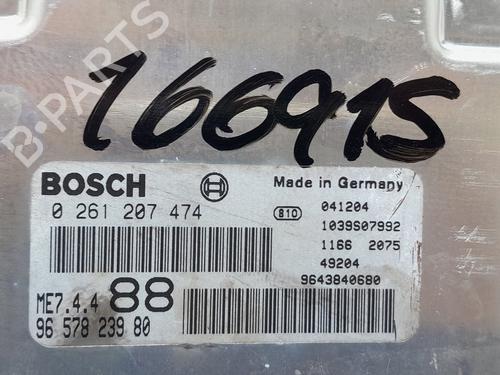 B-PARTS
166915
BOSCH
Made in Germany
0 261 207 474
810
041204
1039S07992
1166 2075
49204
9643840680
ME7.4.4 88
96 578 239 80